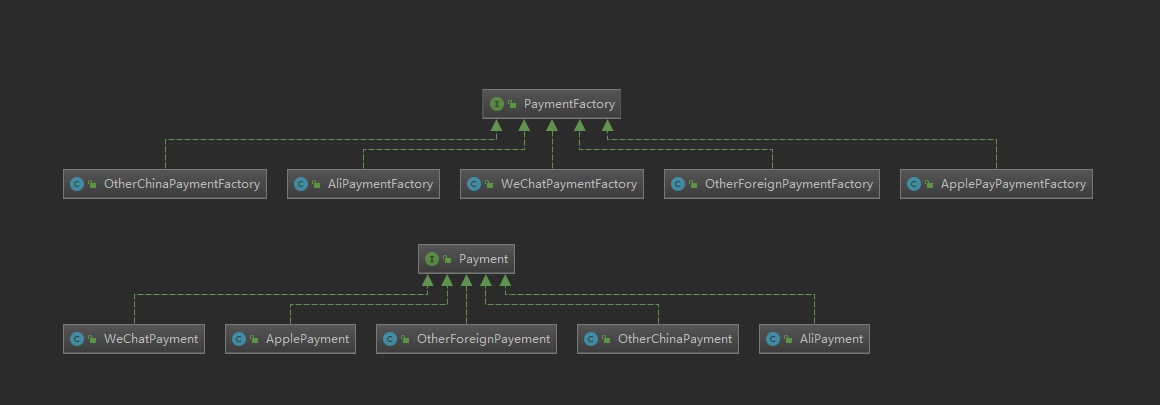 PaymentFactory
OtherChinaPaymentFactory AliPaymentFactory WeChatPaymentFactory OtherForeignPaymentFactory ApplePayPaymentFactory
Payment
WeChatPayment ApplePayment OtherForeignPayement OtherChinaPayment AliPayment